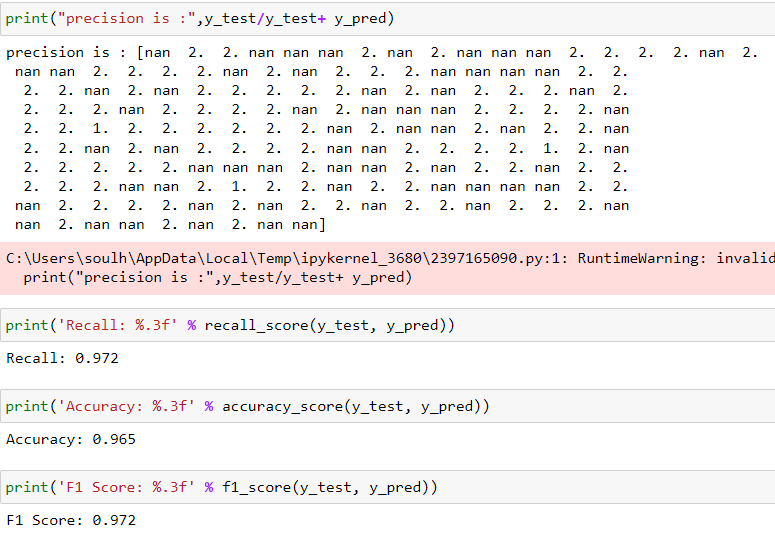 print("precision is :",y_test/y_test+ y_pred)
precision is : [nan  2.  2. nan nan nan  2. nan  2. nan nan nan  2.  2.  2.  2. nan  2.
 nan nan  2.  2.  2.  2. nan  2. nan  2.  2.  2. nan nan nan nan  2.  2.
  2.  2. nan  2. nan  2.  2.  2.  2.  2. nan  2. nan  2.  2.  2. nan  2.
  2.  2.  2. nan  2.  2.  2.  2. nan  2. nan nan nan  2.  2.  2.  2. nan
  2.  2.  1.  2.  2.  2.  2.  2.  2. nan  2. nan nan  2. nan  2.  2. nan
  2.  2. nan  2. nan  2.  2.  2.  2. nan nan  2.  2.  2.  2.  1.  2. nan
  2.  2.  2.  2.  2. nan nan nan  2. nan nan  2. nan  2.  2. nan  2.  2.
  2.  2.  2. nan nan  2.  1.  2.  2. nan  2.  2. nan nan nan nan  2.  2.
 nan  2.  2.  2.  2. nan  2. nan  2.  2. nan  2.  2. nan  2.  2.  2. nan
 nan  2. nan nan  2. nan  2. nan nan]
C:\Users\soulh\AppData\Local\Temp\ipykernel_3680\2397165090.py:1: RuntimeWarning: invalid
  print("precision is :",y_test/y_test+ y_pred)
print('Recall: %.3f' % recall_score(y_test, y_pred))
Recall: 0.972
print('Accuracy: %.3f' % accuracy_score(y_test, y_pred))
Accuracy: 0.965
print('F1 Score: %.3f' % f1_score(y_test, y_pred))
F1 Score: 0.972